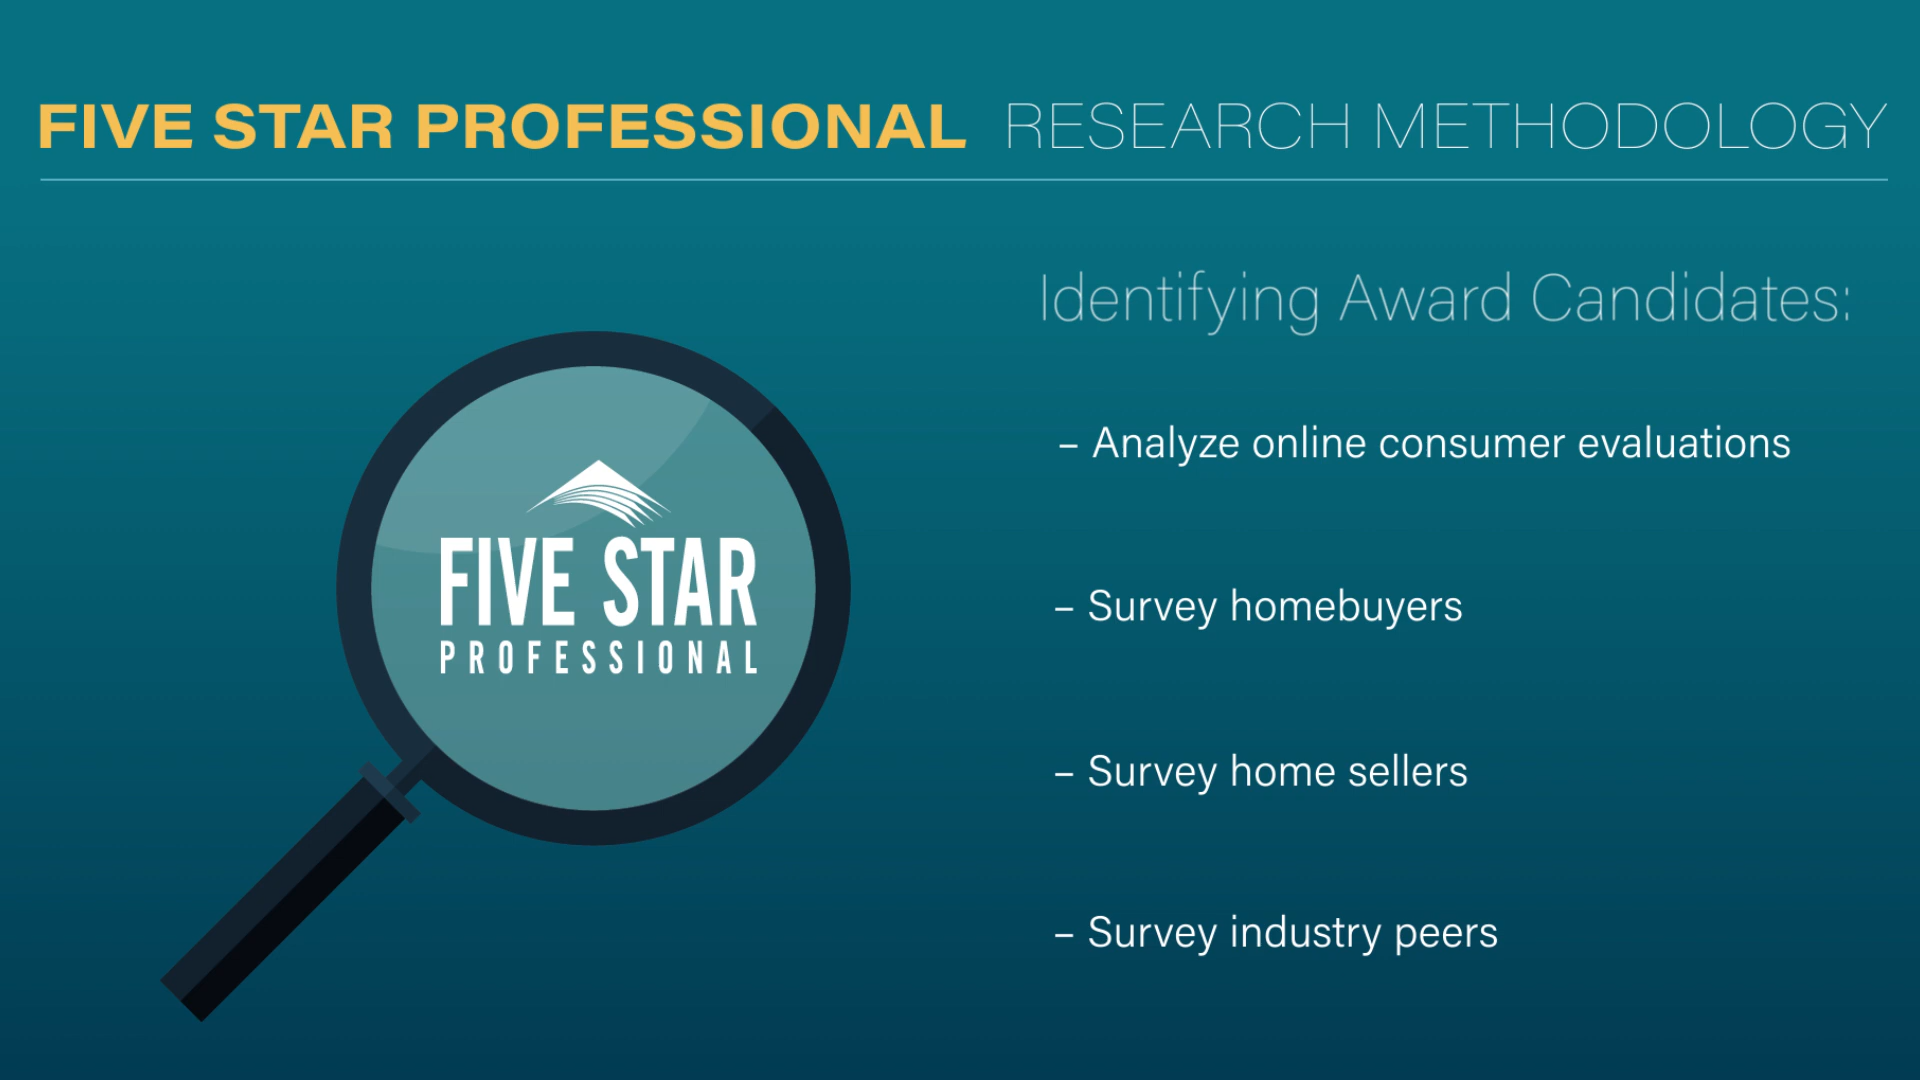 FIVE STAR PROFESSIONAL RESEARCH METHODOLOGY
FIVE STAR
PROFESSIONAL
Identifying Award Candidates:
– Analyze online consumer evaluations
– Survey homebuyers
– Survey home sellers
– Survey industry peers